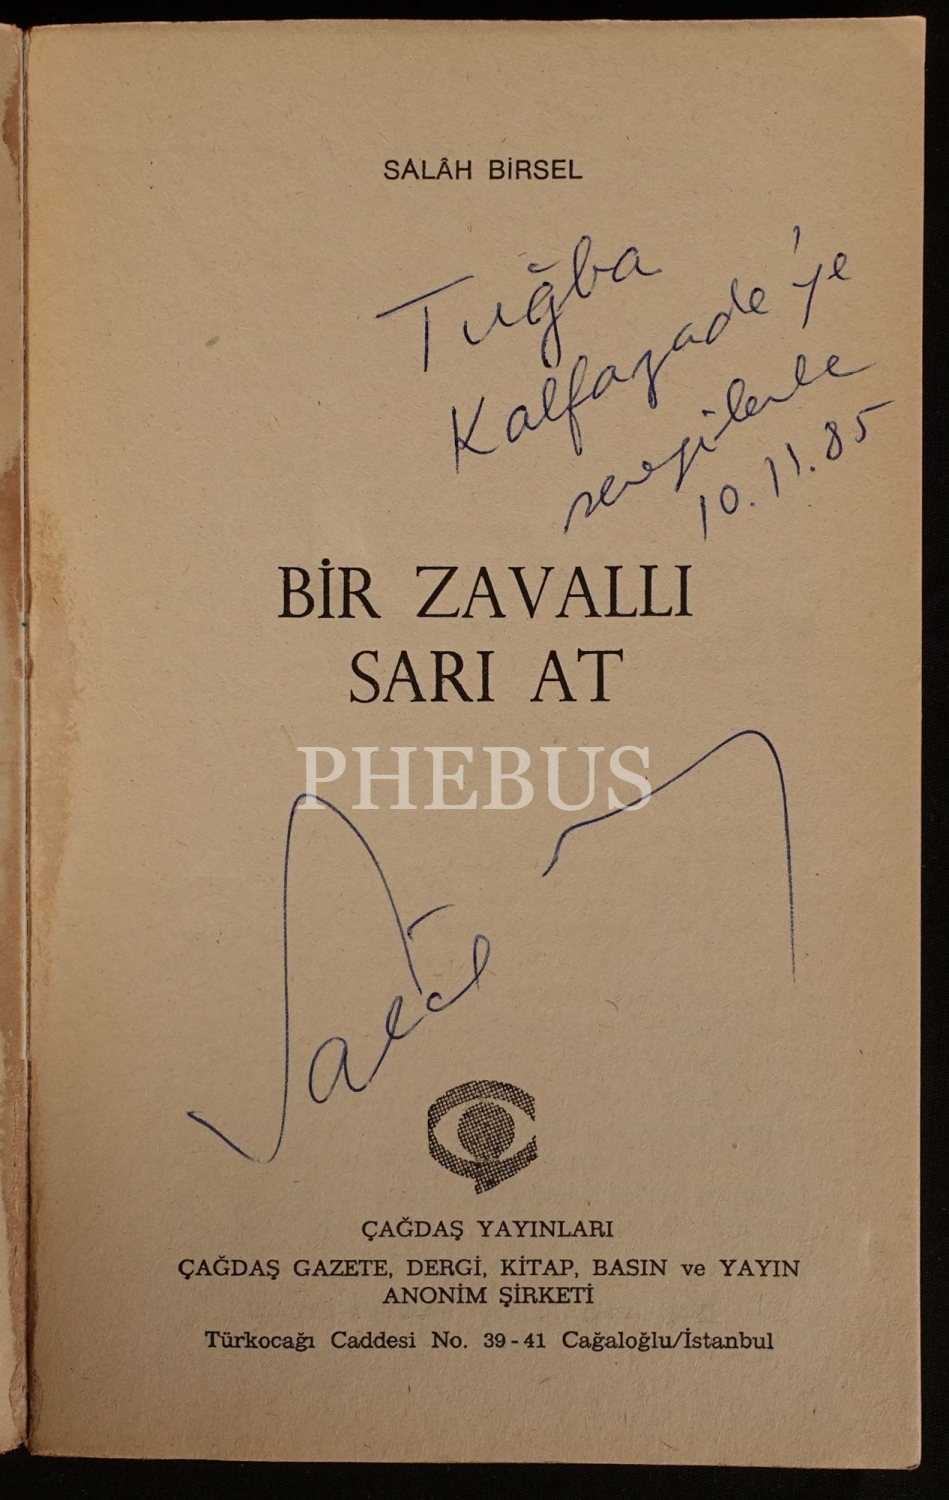 SALÂH BİRSEL
Tuğba
Kalfazade'ye
sevgilerle
10.11.85
BİR ZAVALLI
SARI AT
PHEBUS
Salâh
ÇAĞDAŞ YAYINLARI
ÇAĞDAŞ GAZETE, DERGİ, KİTAP, BASIN ve YAYIN
ANONİM ŞİRKETİ
Türkocağı Caddesi No. 39-41 Cağaloğlu/İstanbul